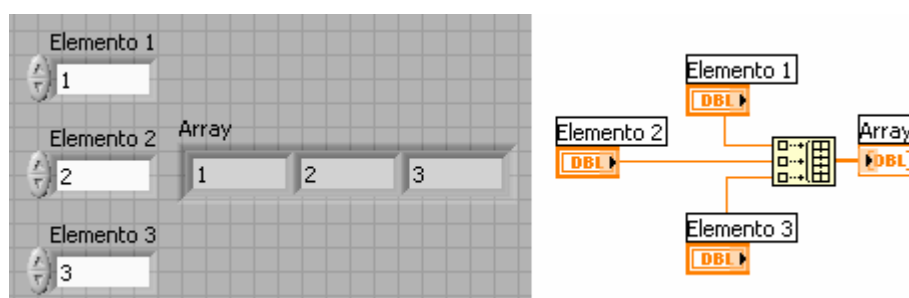 Elemento 1
1
Elemento 2
2
Elemento 3
3
Array
1 2 3
Elemento 1
DBL
Elemento 2
DBL
Elemento 3
DBL
Array
DBL